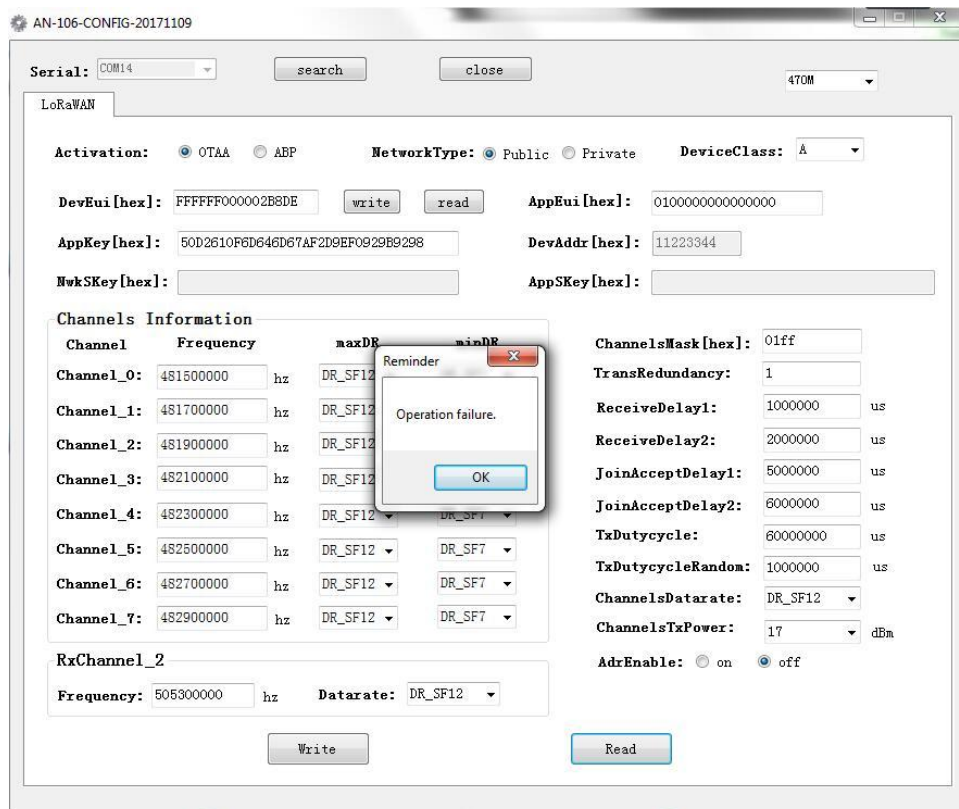 AN-106-CONFIG-20171109
Serial: COM14 search close
470M
LoRaWAN
Activation: OTAA ABP NetworkType: Public Private DeviceClass: A
DevEui[hex]: FFFFFF000002B8DE write read AppEui[hex]: 0100000000000000
AppKey[hex]: 50D2610F6D646D67AF2D9EF0929B9298 DevAddr[hex]: 11223344
NwkSKey[hex]: AppSKey[hex]:
Channels Information
Channel Frequency maxDR minDR
Channel_0: 481500000 hz DR_SF12
Channel_1: 481700000 hz DR_SF12
Channel_2: 481900000 hz DR_SF12
Channel_3: 482100000 hz DR_SF12
Channel_4: 482300000 hz DR_SF12 DR_SF7
Channel_5: 482500000 hz DR_SF12 DR_SF7
Channel_6: 482700000 hz DR_SF12 DR_SF7
Channel_7: 482900000 hz DR_SF12 DR_SF7
Reminder
Operation failure.
OK
ChannelsMask[hex]: 01ff
TransRedundancy: 1
ReceiveDelay1: 1000000 us
ReceiveDelay2: 2000000 us
JoinAcceptDelay1: 5000000 us
JoinAcceptDelay2: 6000000 us
TxDutycycle: 60000000 us
TxDutycycleRandom: 1000000 us
ChannelsDatarate: DR_SF12
ChannelsTxPower: 17 dBm
AdrEnable: on off
RxChannel_2
Frequency: 505300000 hz Datarate: DR_SF12
Write Read